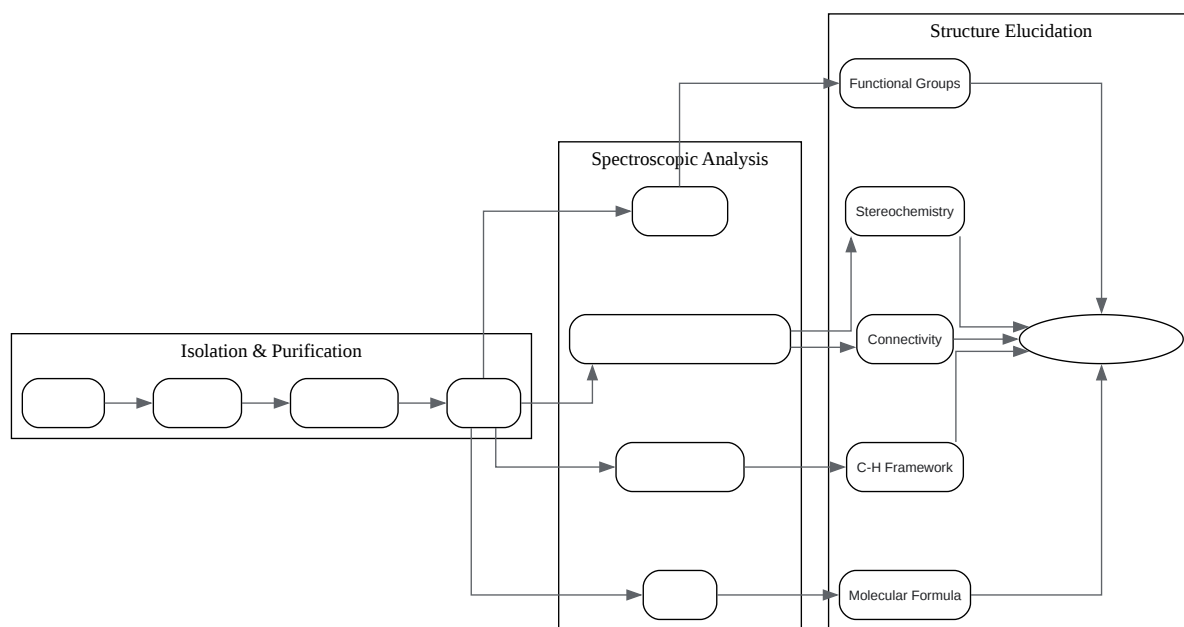 Structure Elucidation
Functional Groups
Spectroscopic Analysis
Stereochemistry
Isolation & Purification
Connectivity
C-H Framework
Molecular Formula